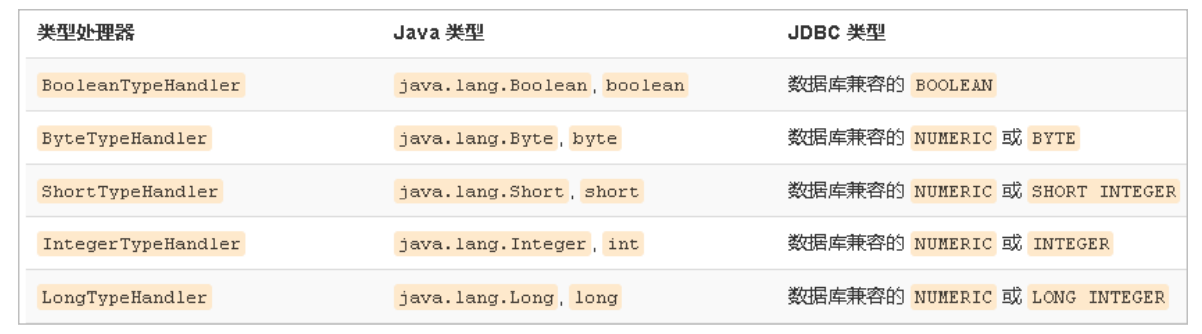 类型处理器 Java 类型 JDBC 类型
BooleanTypeHandler java.lang.Boolean, boolean 数据库兼容的 BOOLEAN
ByteTypeHandler java.lang.Byte, byte 数据库兼容的 NUMERIC 或 BYTE
ShortTypeHandler java.lang.Short, short 数据库兼容的 NUMERIC 或 SHORT INTEGER
IntegerTypeHandler java.lang.Integer, int 数据库兼容的 NUMERIC 或 INTEGER
LongTypeHandler java.lang.Long, long 数据库兼容的 NUMERIC 或 LONG INTEGER